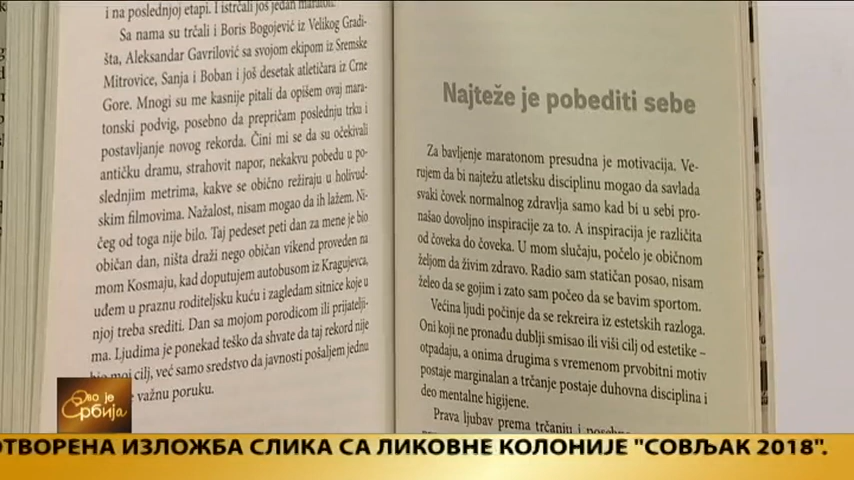 i na poslednjoj etapi. I istrčali još jedan maraton.
Sa nama su trčali i Boris Bogojević iz Velikog Gradi-
šta, Aleksandar Gavrilović sa svojom ekipom iz Sremske
Mitrovice, Sanja i Boban i još desetak atletičara iz Crne
Gore. Mnogi su me kasnije pitali da opišem ovaj mara-
tonski podvig, posebno da prepričam poslednju trku i
postavljanje novog rekorda. Čini mi se da su očekivali
antičku dramu, strahovit napor, nekakvu pobedu u po-
slednjim metrima, kakve se obično režiraju u holivud-
skim filmovima. Nažalost, nisam mogao da ih lažem. Ni-
čeg od toga nije bilo. Taj pedeset peti dan za mene je bio
običan dan, ništa draži nego običan vikend proveden na
mom Kosmaju, kad doputujem autobusom iz Kragujevca,
uđem u praznu roditeljsku kuću i zagledam sitnice koje u
njoj treba srediti. Dan sa mojom porodicom ili prijatelji-
ma. Ljudima je ponekad teško da shvate da taj rekord nije
bio moj cilj, već samo sredstvo da javnosti pošaljem jednu
važnu poruku.
Najteže je pobediti sebe
Za bavljenje maratonom presudna je motivacija. Ve-
rujem da bi najtežu atletsku disciplinu mogao da savlada
svaki čovek normalnog zdravlja samo kad bi u sebi pro-
našao dovoljno inspiracije za to. A inspiracija je različita
od čoveka do čoveka. U mom slučaju, počelo je običnom
željom da živim zdravo. Radio sam statičan posao, nisam
želeo da se gojim i zato sam počeo da se bavim sportom.
Većina ljudi počinje da se rekreira iz estetskih razloga.
Oni koji ne pronađu dublji smisao ili viši cilj od estetike –
otpadaju, a onima drugima s vremenom prvobitni motiv
postaje marginalan a trčanje postaje duhovna disciplina i
deo mentalne higijene.
Prava ljubav prema trčanju i posebno
Ово је
Србија
ОТВОРЕНА ИЗЛОЖБА СЛИКА СА ЛИКОВНЕ КОЛОНИЈЕ "СОВЉАК 2018".